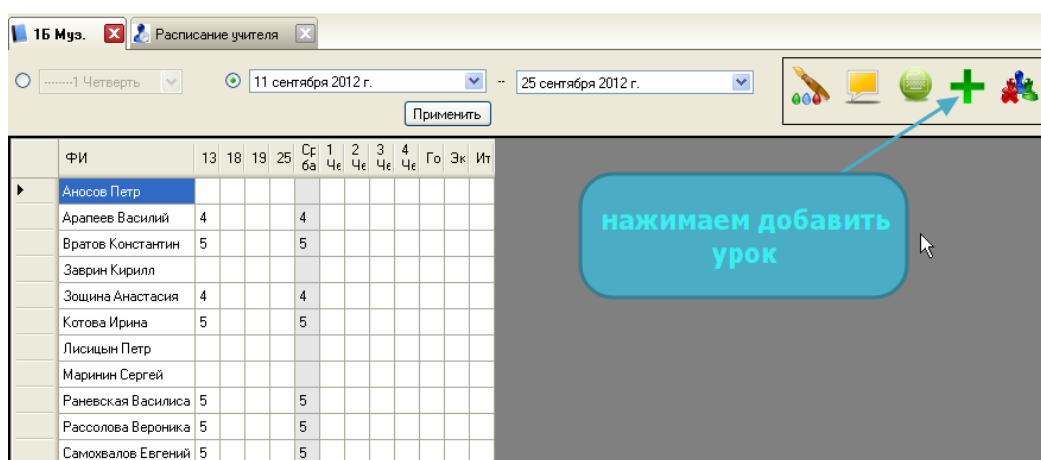 1Б Муз. Расписание учителя
-------1 Четверть 11 сентября 2012 г. -- 25 сентября 2012 г.
Применить
ФИ 13 18 19 25 Ср ба 1 Че 2 Че 3 Че 4 Че Го Эк Ит
Аносов Петр
Арапеев Василий 4 4
Вратов Константин 5 5
Заврин Кирилл
Зощина Анастасия 4 4
Котова Ирина 5 5
Лисицын Петр
Маринин Сергей
Раневская Василиса 5 5
Рассолова Вероника 5 5
Самохвалов Евгений 5 5
нажимаем добавить
урок